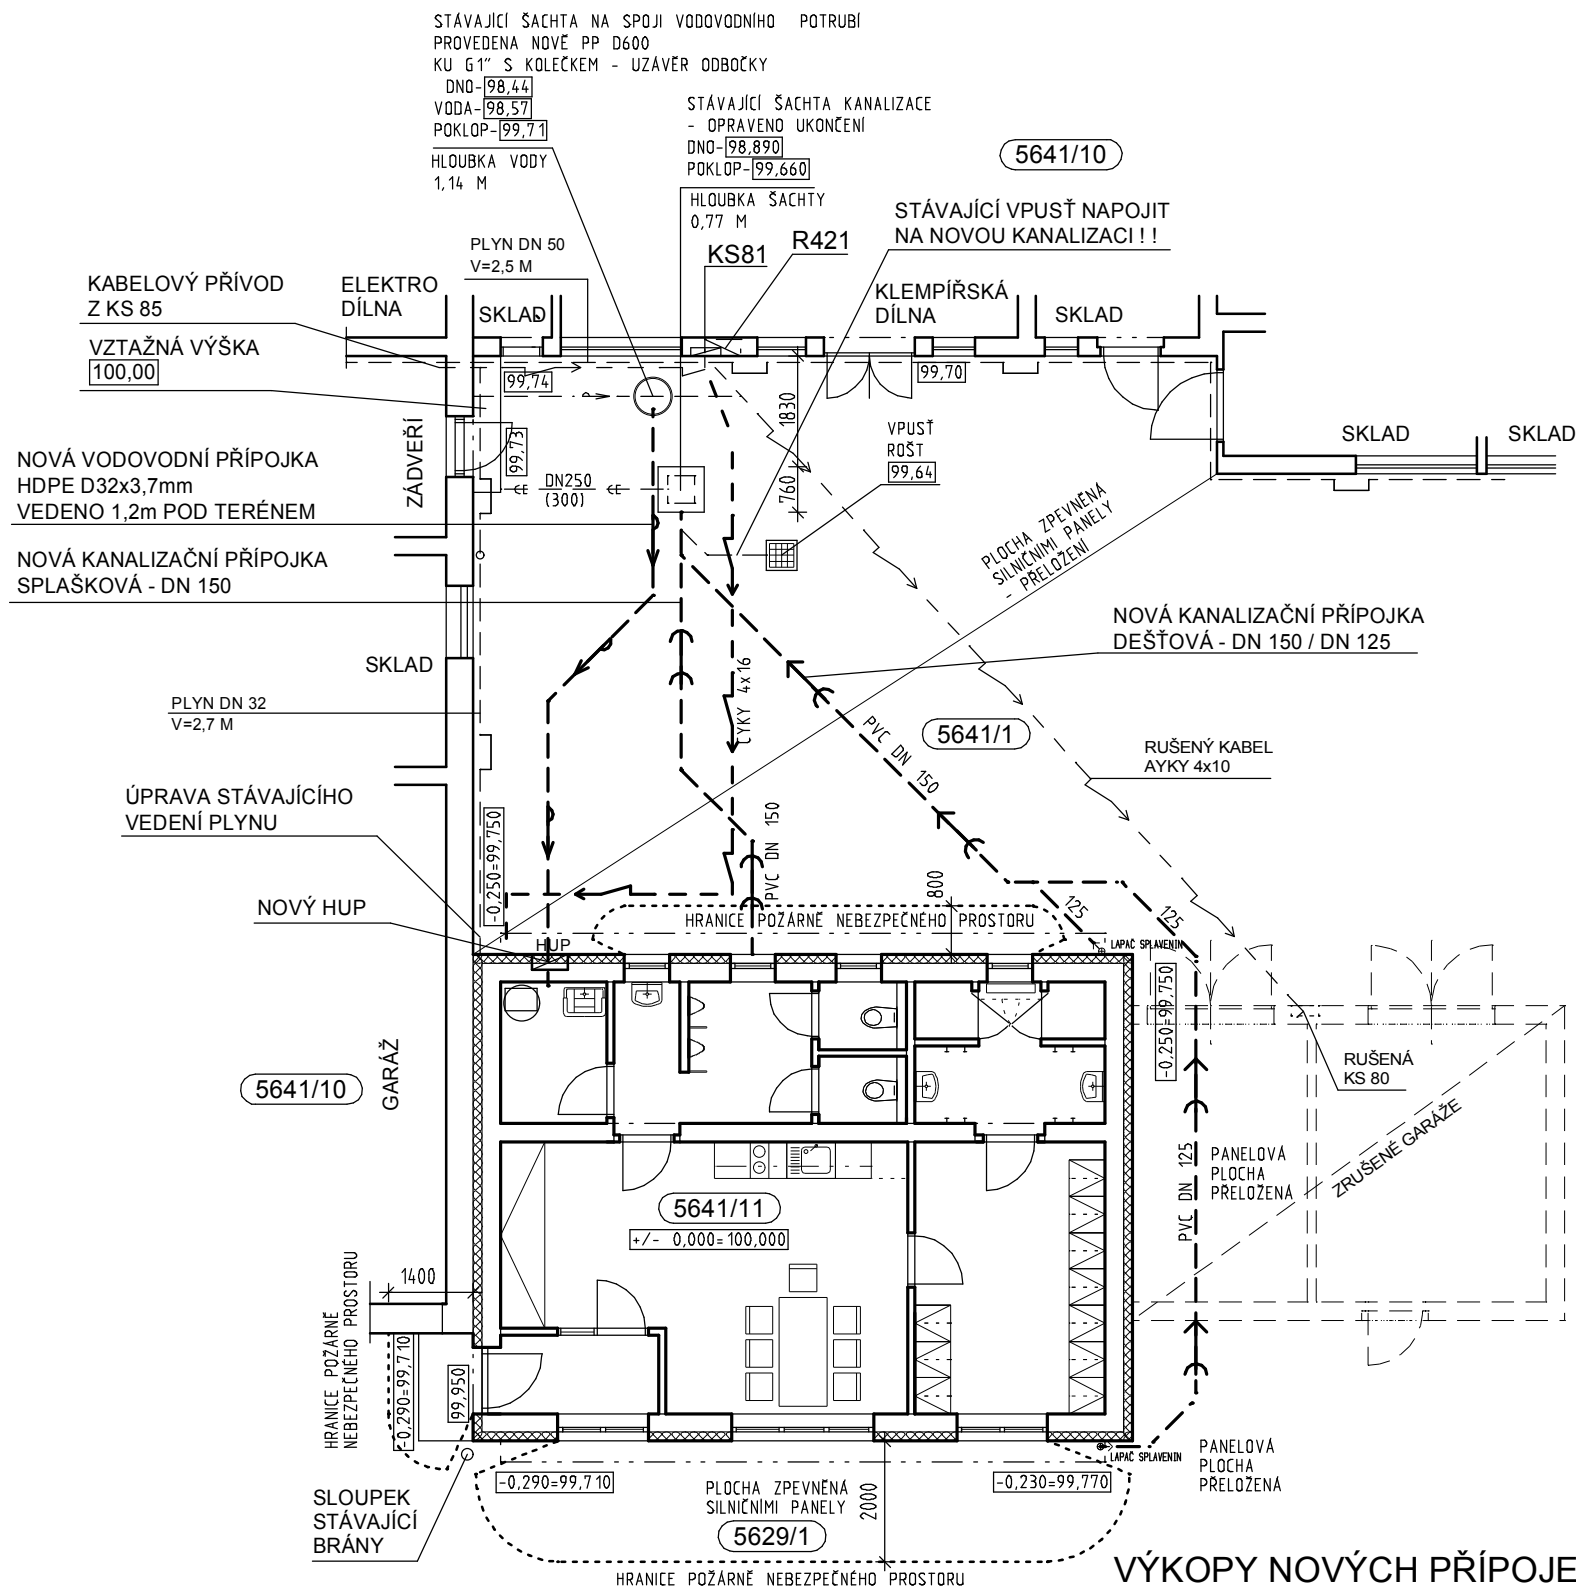 STÁVAJÍCÍ ŠACHTA NA SPOJI VODOVODNÍHO POTRUBÍ
PROVEDENA NOVĚ PP D600
KU G1" S KOLEČKEM - UZÁVĚR ODBOČKY
DNO-98,44
VODA-98,57
POKLOP-99,71
HLOUBKA VODY
1,14 M
STÁVAJÍCÍ ŠACHTA KANALIZACE
- OPRAVENO UKONČENÍ
DNO-98,890
POKLOP-99,660
HLOUBKA ŠACHTY
0,77 M
5641/10
STÁVAJÍCÍ VPUSŤ NAPOJIT
NA NOVOU KANALIZACI ! !
PLYN DN 50
V=2,5 M
KS81
R421
KABELOVÝ PŘÍVOD
Z KS 85
ELEKTRO
DÍLNA
SKLAD
KLEMPÍŘSKÁ
DÍLNA
SKLAD
VZTAŽNÁ VÝŠKA
100,00
99,74
99,70
1830
760
VPUSŤ
ROŠT
99,64
ZÁDVEŘÍ
99,73
SKLAD
SKLAD
NOVÁ VODOVODNÍ PŘÍPOJKA
HDPE D32x3,7mm
VEDENO 1,2m POD TERÉNEM
DN250
(300)
PLOCHA ZPEVNĚNÁ
SILNIČNÍMI PANELY
- PŘELOŽENÍ
NOVÁ KANALIZAČNÍ PŘÍPOJKA
SPLAŠKOVÁ - DN 150
NOVÁ KANALIZAČNÍ PŘÍPOJKA
DEŠŤOVÁ - DN 150 / DN 125
SKLAD
PLYN DN 32
V=2,7 M
CYKY 4x16
PVC DN 150
5641/1
RUŠENÝ KABEL
AYKY 4x10
ÚPRAVA STÁVAJÍCÍHO
VEDENÍ PLYNU
-0,250=99,750
PVC DN 150
NOVÝ HUP
HUP
800
HRANICE POŽÁRNĚ NEBEZPEČNÉHO PROSTORU
125
125
LAPAČ SPLAVENIN
-0,250=99,750
GARÁŽ
5641/10
RUŠENÁ
KS 80
ZRUŠENÉ GARÁŽE
PVC DN 125
PANELOVÁ
PLOCHA
PŘELOŽENÁ
5641/11
+/- 0,000=100,000
1400
HRANICE POŽÁRNĚ
NEBEZPEČNÉHO PROSTORU
-0,290=99,710
99,950
LAPAČ SPLAVENIN
PANELOVÁ
PLOCHA
PŘELOŽENÁ
-0,290=99,710
PLOCHA ZPEVNĚNÁ
SILNIČNÍMI PANELY
2000
-0,230=99,770
SLOUPEK
STÁVAJÍCÍ
BRÁNY
5629/1
HRANICE POŽÁRNĚ NEBEZPEČNÉHO PROSTORU
VÝKOPY NOVÝCH PŘÍPOJE